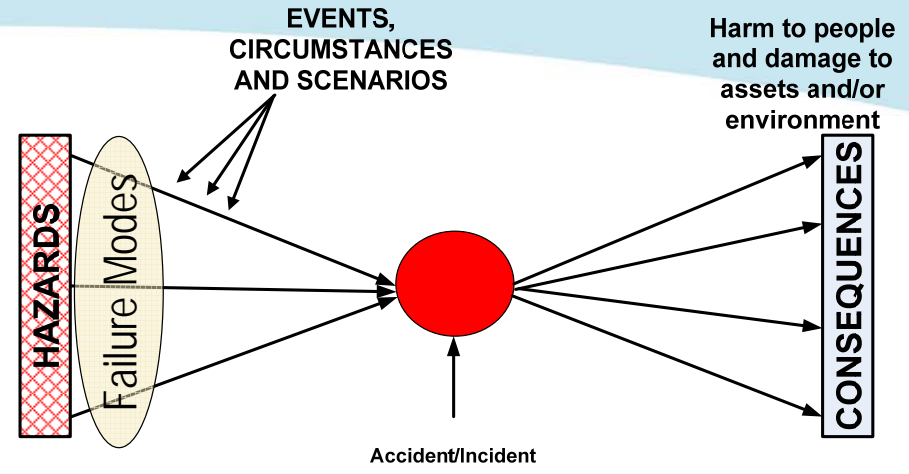 EVENTS,
CIRCUMSTANCES
AND SCENARIOS
Harm to people
and damage to
assets and/or
environment
HAZARDS
Failure Modes
CONSEQUENCES
Accident/Incident